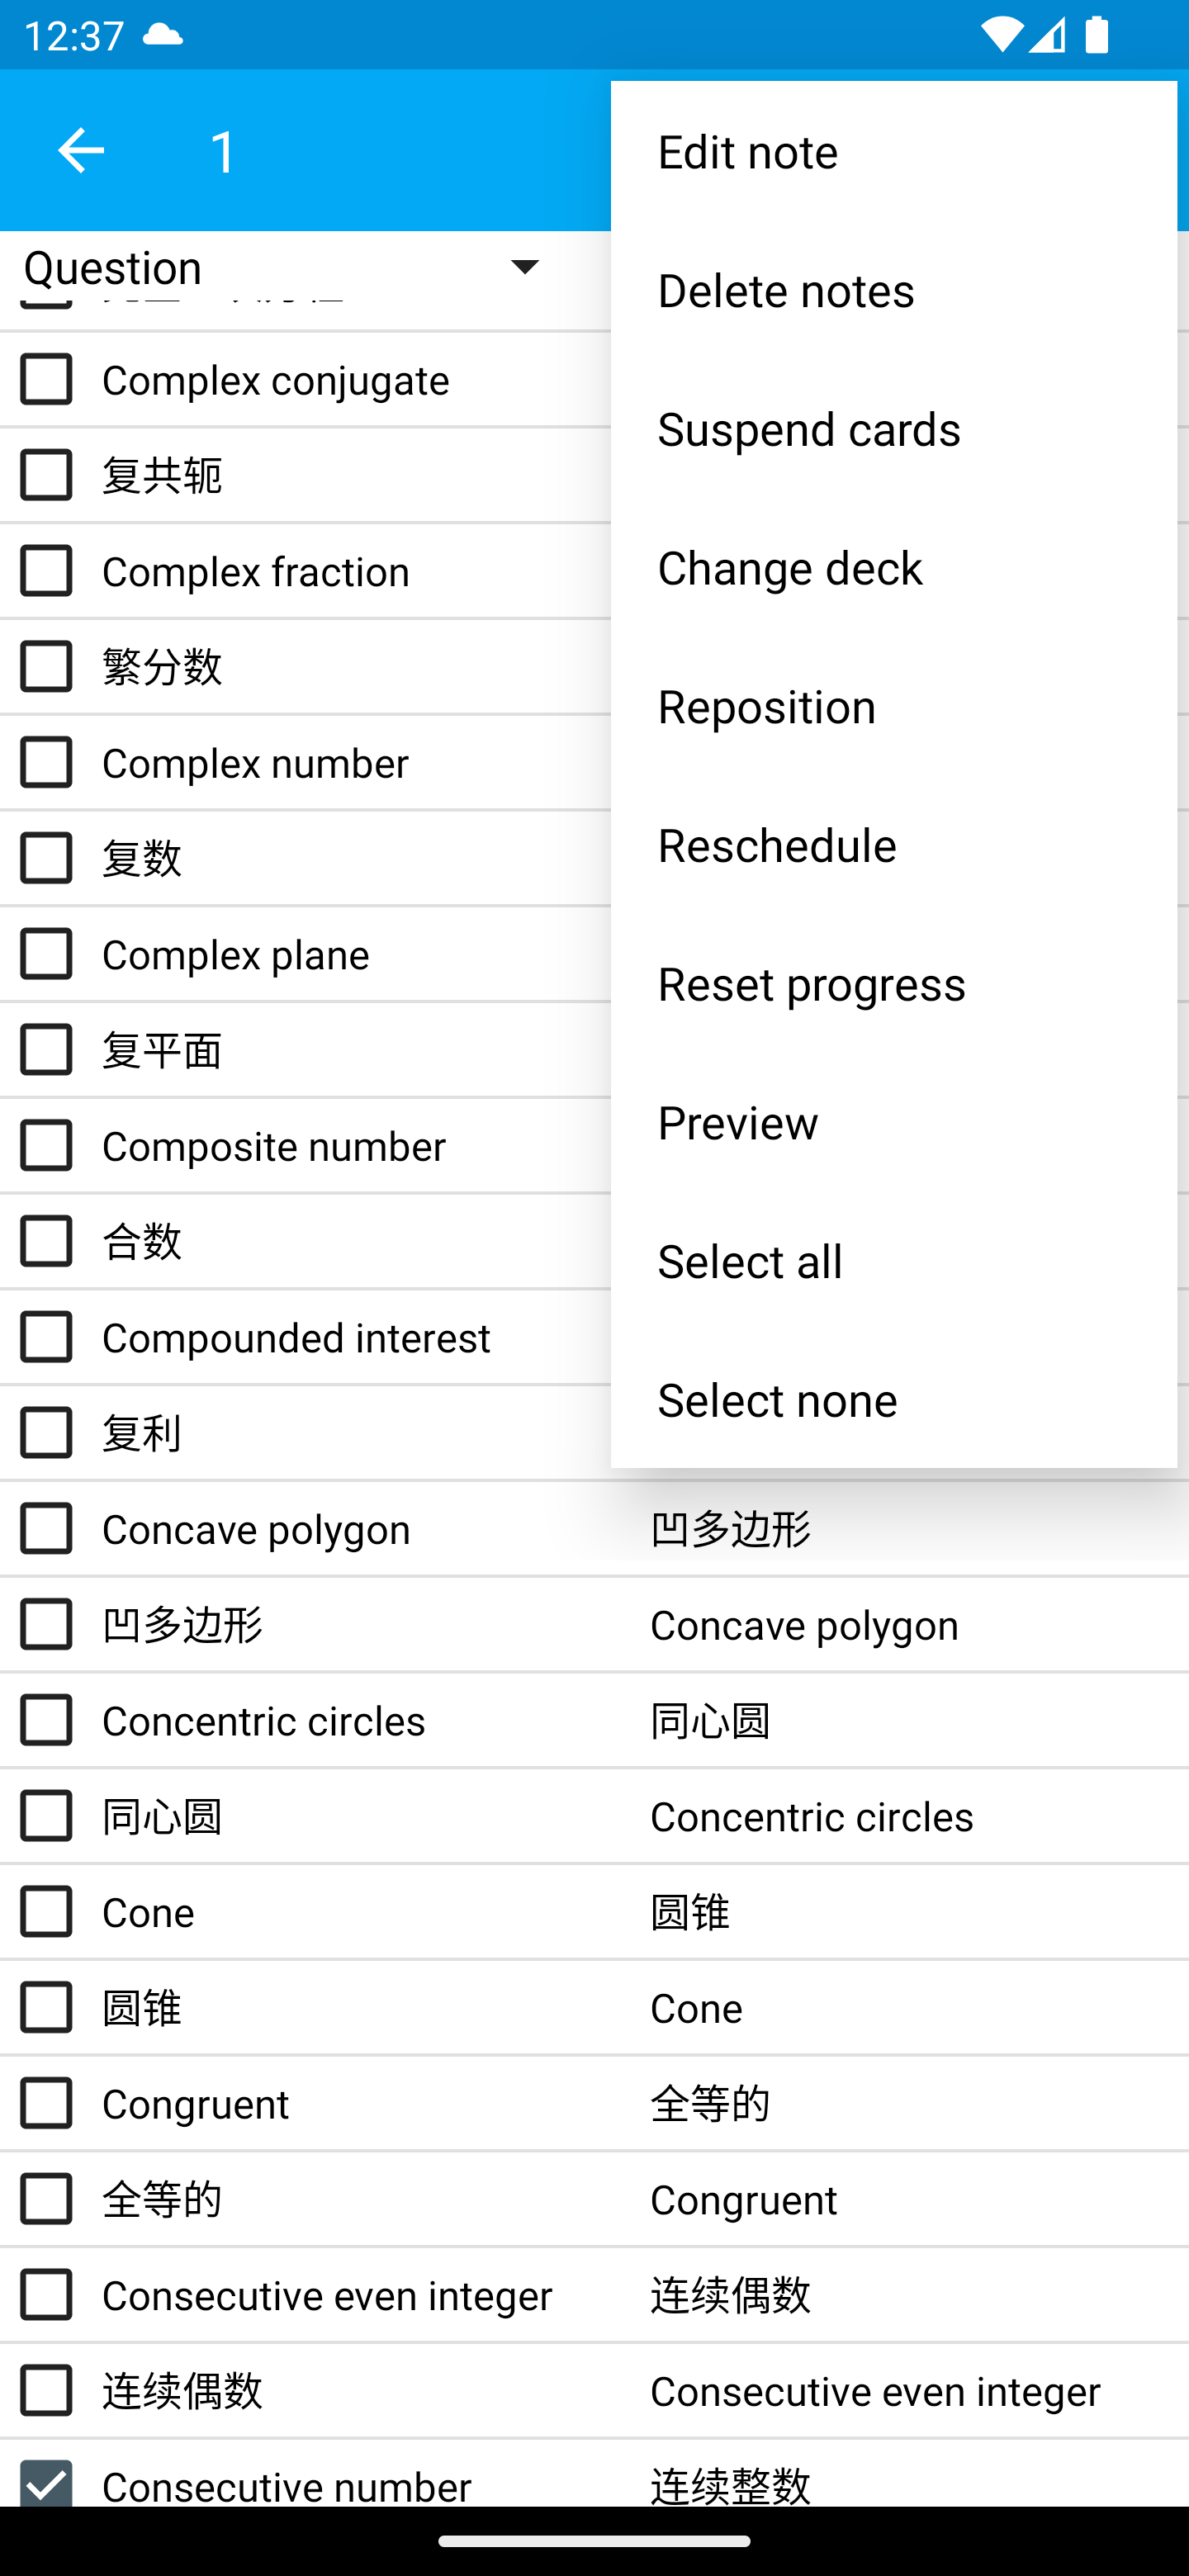 12:37
1
Edit note
Delete notes
Suspend cards
Change deck
Reposition
Reschedule
Reset progress
Preview
Select all
Select none
Question
Complex conjugate
复共轭
Complex fraction
繁分数
Complex number
复数
Complex plane
复平面
Composite number
合数
Compounded interest
复利
Concave polygon 凹多边形
凹多边形 Concave polygon
Concentric circles 同心圆
同心圆 Concentric circles
Cone 圆锥
圆锥 Cone
Congruent 全等的
全等的 Congruent
Consecutive even integer 连续偶数
连续偶数 Consecutive even integer
Consecutive number 连续整数